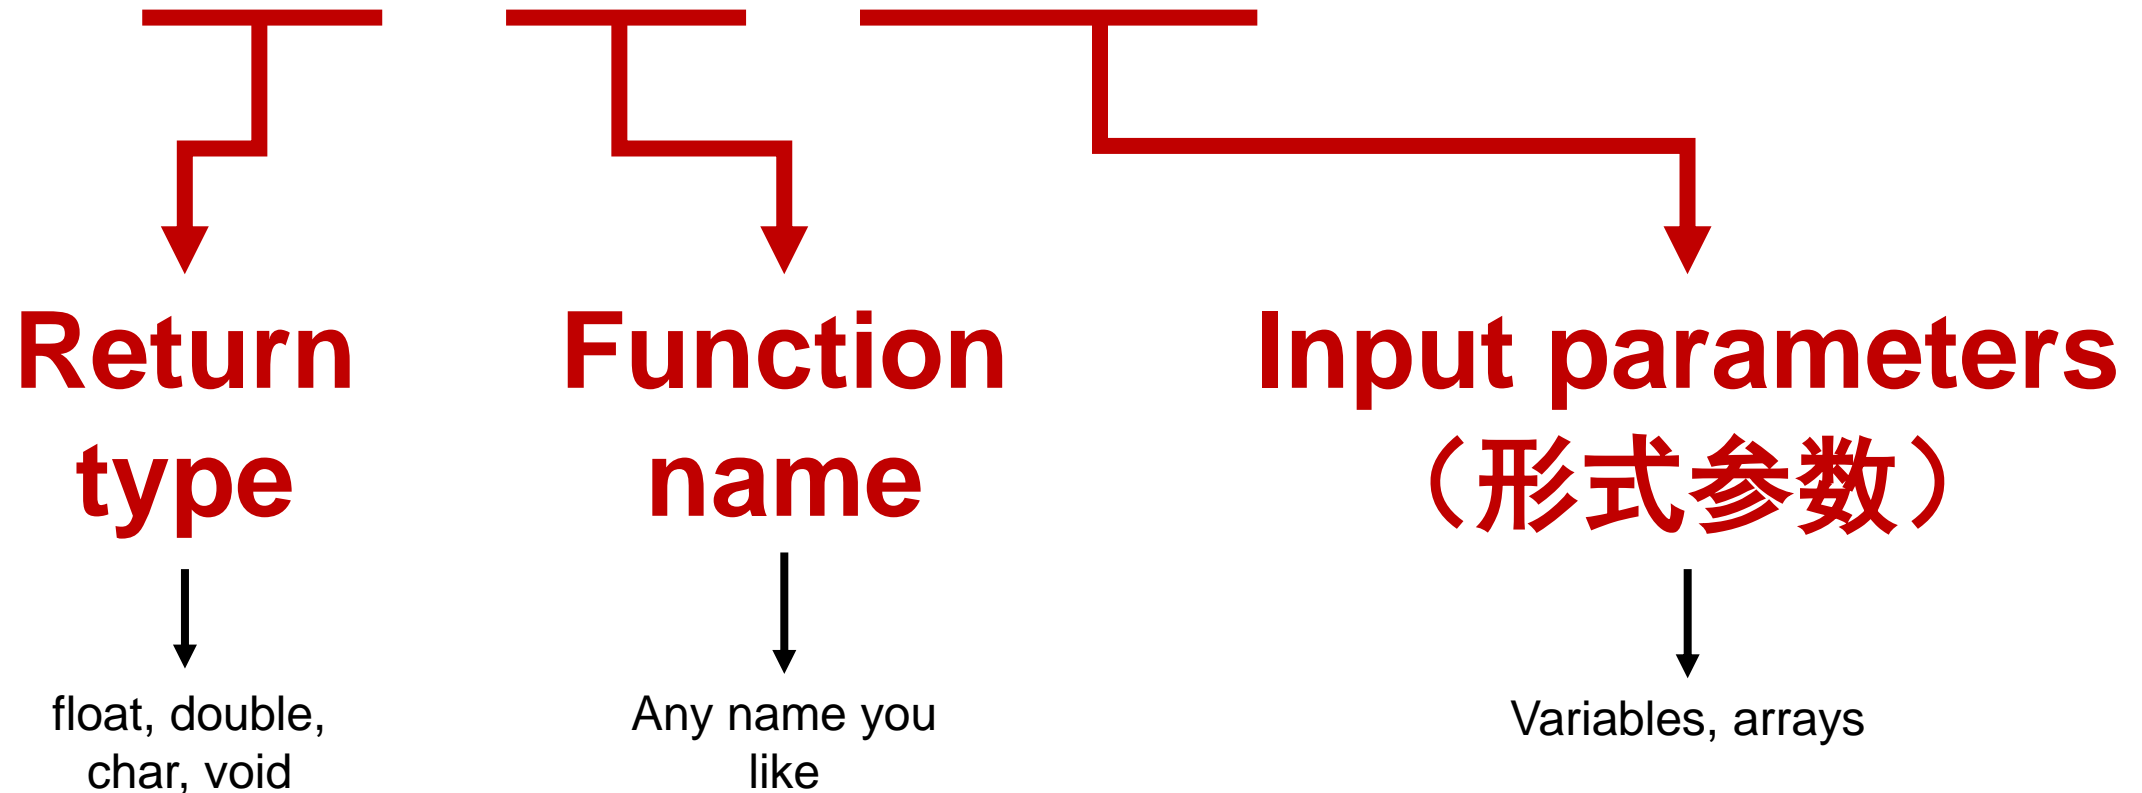 Return
type
Function
name
Input parameters
（形式参数）
float, double,
char, void
Any name you
like
Variables, arrays